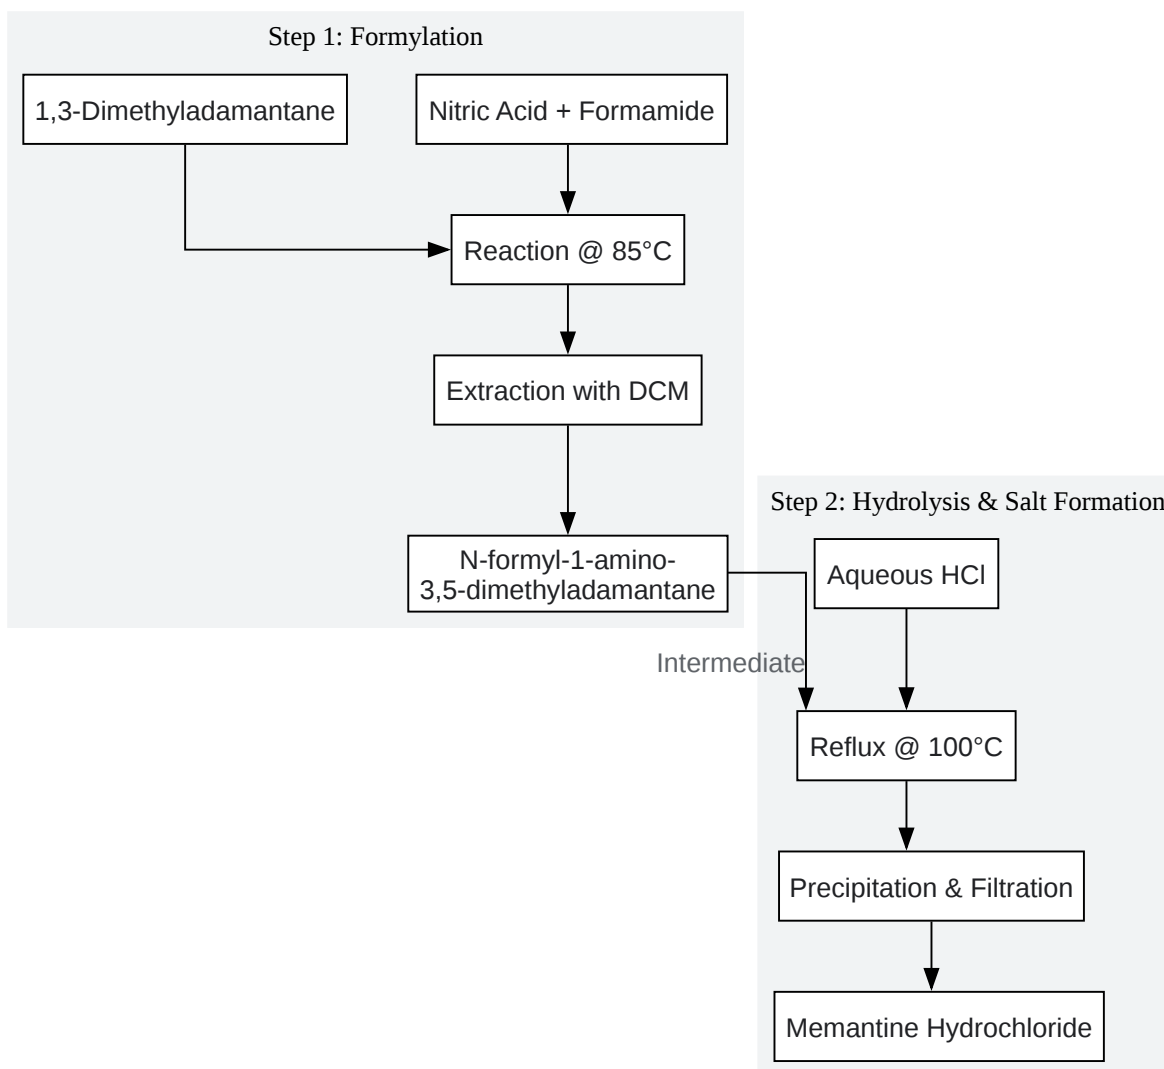 Step 1: Formylation
1,3-Dimethyladamantane
Nitric Acid + Formamide
Reaction @ 85°C
Extraction with DCM
N-formyl-1-amino-
3,5-dimethyladamantane
Intermediate
Step 2: Hydrolysis & Salt Formation
Aqueous HCl
Reflux @ 100°C
Precipitation & Filtration
Memantine Hydrochloride